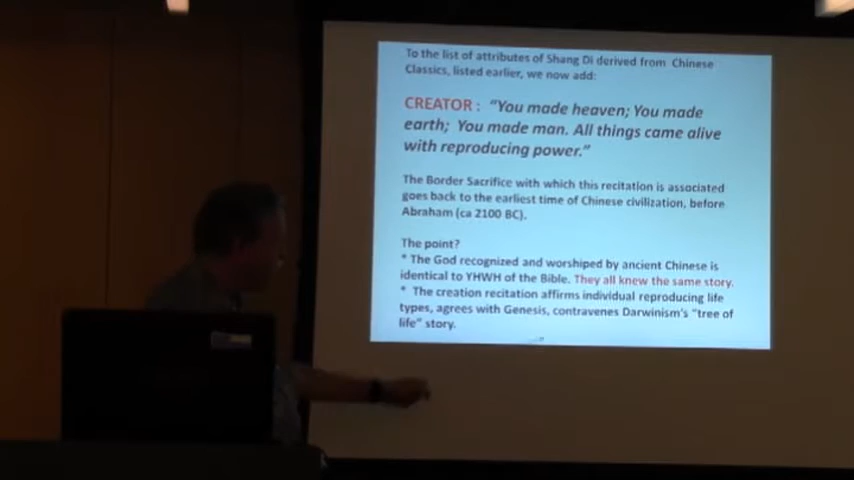 To the list of attributes of Shang Di derived from Chinese
Classics, listed earlier, we now add:
CREATOR : "You made heaven; You made
earth; You made man. All things came alive
with reproducing power."
The Border Sacrifice with which this recitation is associated
goes back to the earliest time of Chinese civilization, before
Abraham (ca 2100 BC).
The point?
* The God recognized and worshiped by ancient Chinese is
identical to YHWH of the Bible. They all knew the same story.
* The creation recitation affirms individual reproducing life
types, agrees with Genesis, contravenes Darwinism's "tree of
life" story.